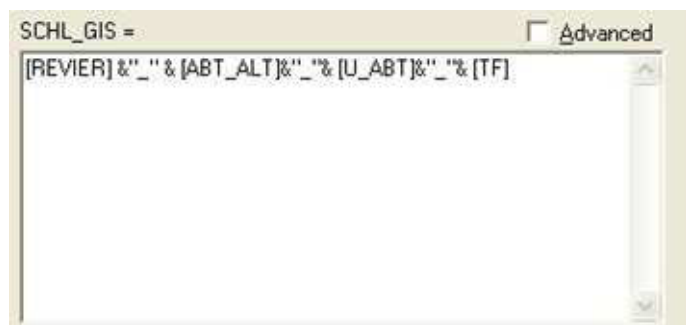 SCHL_GIS = Advanced
[REVIER] &"_" & [ABT_ALT]&"_"& [U_ABT]&"_"& [TF]